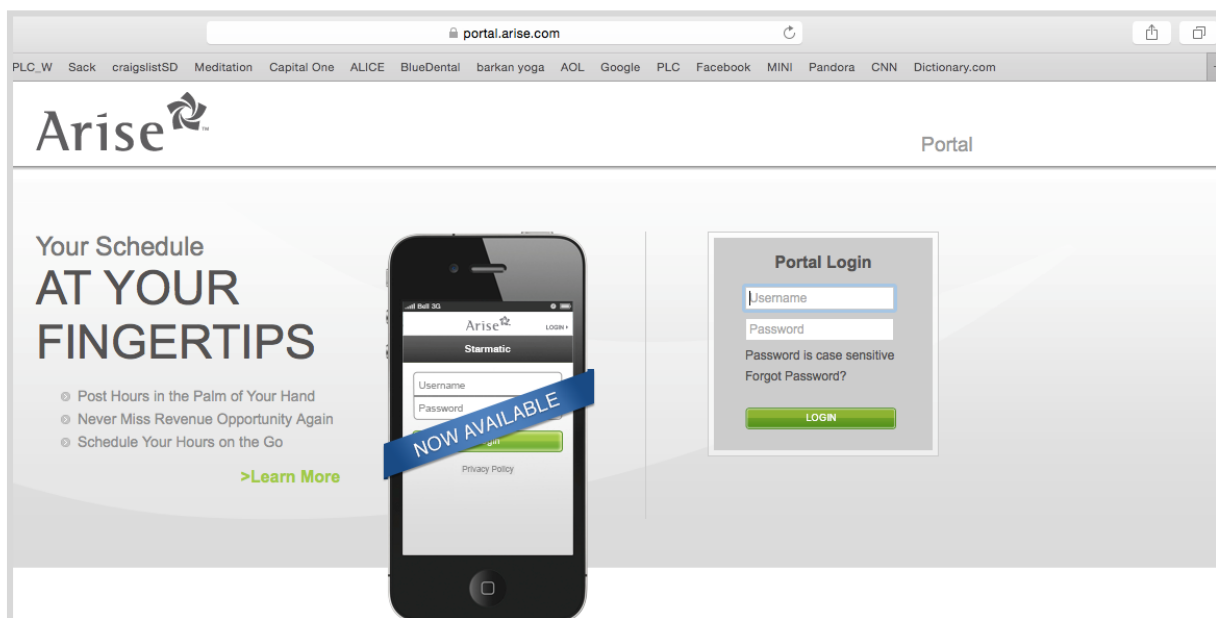 portal.arise.com
PLC_W Sack craigslistSD Meditation Capital One ALICE BlueDental barkan yoga AOL Google PLC Facebook MINI Pandora CNN Dictionary.com
Arise™
Portal
Your Schedule
AT YOUR
FINGERTIPS
Post Hours in the Palm of Your Hand
Never Miss Revenue Opportunity Again
Schedule Your Hours on the Go
>Learn More
Bell 3G
Arise
LOGIN
Starmatic
Username
Password
NOW AVAILABLE
Privacy Policy
Portal Login
Username
Password
Password is case sensitive
Forgot Password?
LOGIN